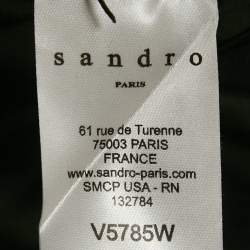 sandro
PARIS
61 rue de Turenne
75003 PARIS
FRANCE
www.sandro-paris.com
SMCP USA - RN
132784
V5785W